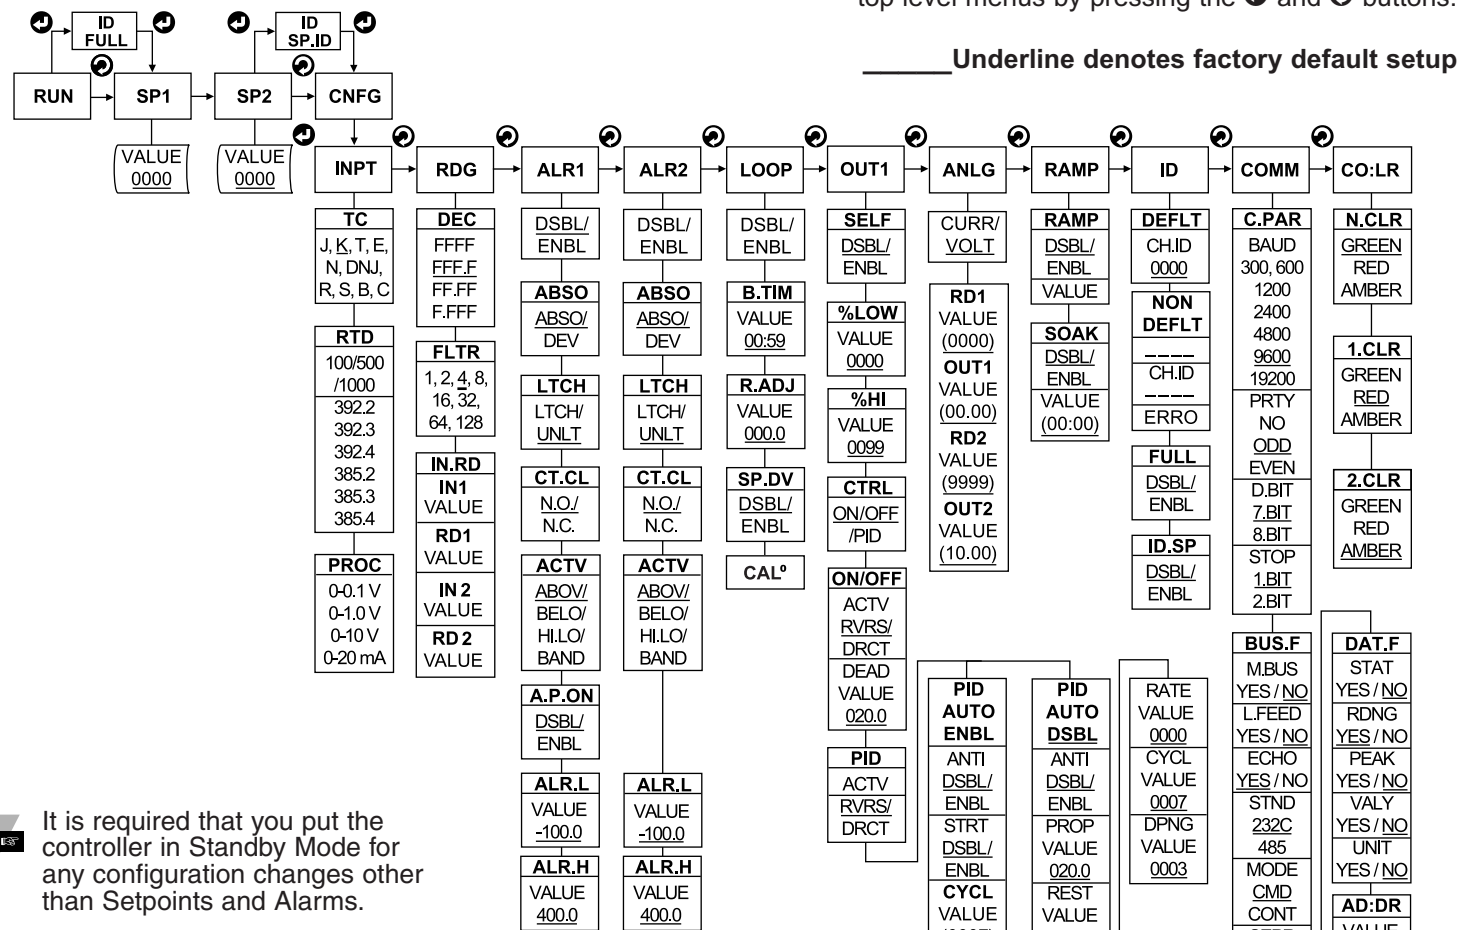 top level menus by pressing the and buttons.
Underline denotes factory default setup
ID
FULL
ID
SP.ID
RUN
SP1
SP2
CNFG
VALUE
0000
VALUE
0000
INPT
RDG
ALR1
ALR2
LOOP
OUT1
ANLG
RAMP
ID
COMM
CO:LR
TC
J, K, T, E,
N, DNJ,
R, S, B, C
RTD
100/500
/1000
392.2
392.3
392.4
385.2
385.3
385.4
PROC
0-0.1 V
0-1.0 V
0-10 V
0-20 mA
DEC
FFFF
FFF.F
FF.FF
F.FFF
FLTR
1, 2, 4, 8,
16, 32,
64, 128
IN.RD
IN1
VALUE
RD1
VALUE
IN 2
VALUE
RD 2
VALUE
DSBL/
ENBL
ABSO
ABSO/
DEV
LTCH
LTCH/
UNLT
CT.CL
N.O./
N.C.
ACTV
ABOV/
BELO/
HI.LO/
BAND
A.P.ON
DSBL/
ENBL
ALR.L
VALUE
-100.0
ALR.H
VALUE
400.0
DSBL/
ENBL
ABSO
ABSO/
DEV
LTCH
LTCH/
UNLT
CT.CL
N.O./
N.C.
ACTV
ABOV/
BELO/
HI.LO/
BAND
ALR.L
VALUE
-100.0
ALR.H
VALUE
400.0
DSBL/
ENBL
B.TIM
VALUE
00:59
R.ADJ
VALUE
000.0
SP.DV
DSBL/
ENBL
CALº
SELF
DSBL/
ENBL
%LOW
VALUE
0000
%HI
VALUE
0099
CTRL
ON/OFF
/PID
ON/OFF
ACTV
RVRS/
DRCT
DEAD
VALUE
020.0
PID
ACTV
RVRS/
DRCT
CURR/
VOLT
RD1
VALUE
(0000)
OUT1
VALUE
(00.00)
RD2
VALUE
(9999)
OUT2
VALUE
(10.00)
PID
AUTO
ENBL
ANTI
DSBL/
ENBL
STRT
DSBL/
ENBL
CYCL
VALUE
RAMP
DSBL/
ENBL
VALUE
SOAK
DSBL/
ENBL
VALUE
(00:00)
PID
AUTO
DSBL
ANTI
DSBL/
ENBL
PROP
VALUE
020.0
REST
VALUE
DEFLT
CH.ID
0000
NON
DEFLT
_ _ _ _
CH.ID
_ _ _ _
ERRO
FULL
DSBL/
ENBL
ID.SP
DSBL/
ENBL
RATE
VALUE
0000
CYCL
VALUE
0007
DPNG
VALUE
0003
C.PAR
BAUD
300, 600
1200
2400
4800
9600
19200
PRTY
NO
ODD
EVEN
D.BIT
7.BIT
8.BIT
STOP
1.BIT
2.BIT
BUS.F
M.BUS
YES / NO
L.FEED
YES / NO
ECHO
YES / NO
STND
232C
485
MODE
CMD
CONT
N.CLR
GREEN
RED
AMBER
1.CLR
GREEN
RED
AMBER
2.CLR
GREEN
RED
AMBER
DAT.F
STAT
YES / NO
RDNG
YES / NO
PEAK
YES / NO
VALY
YES / NO
UNIT
YES / NO
AD:DR
VALUE
It is required that you put the
controller in Standby Mode for
any configuration changes other
than Setpoints and Alarms.